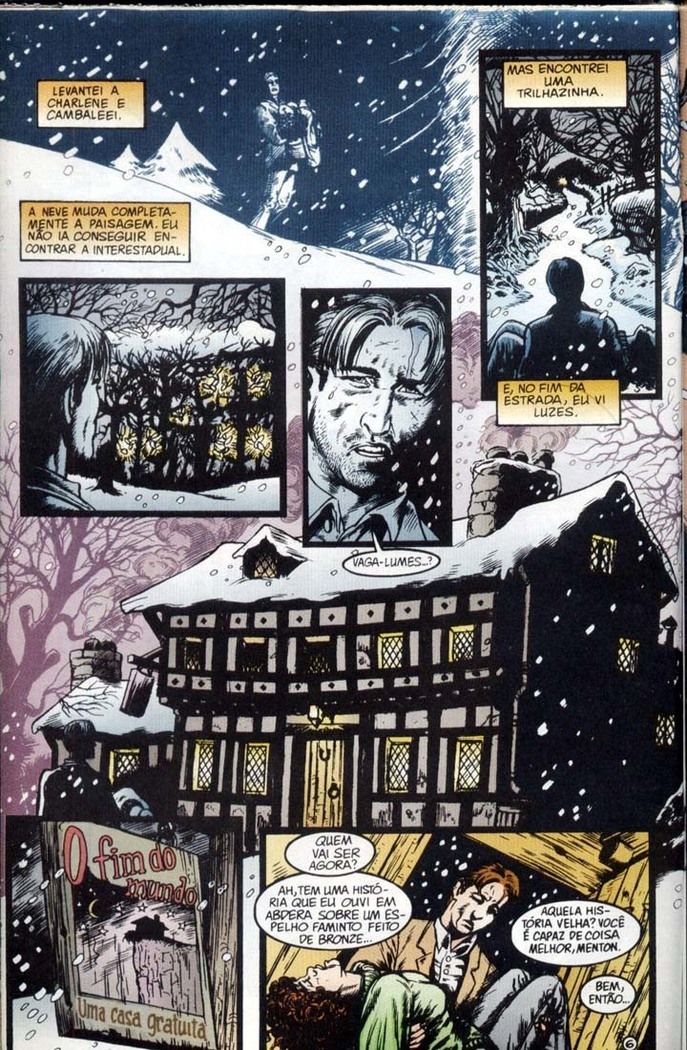 LEVANTEI A
CHARLENE E
CAMBALEEI.
A NEVE MUDA COMPLETA-
MENTE A PAISAGEM. EU
NÃO IA CONSEGUIR EN-
CONTRAR A INTERESTADUAL.
MAS ENCONTREI
UMA
TRILHAZINHA.
E, NO FIM DA
ESTRADA, EU VI
LUZES.
VAGA-LUMES...?
O fim do
mundo
Uma casa gratuita
QUEM
VAI SER
AGORA?
AH, TEM UMA HISTÓ-
RIA QUE EU OUVI EM
ABDERA SOBRE UM ES-
PELHO FAMINTO FEITO
DE BRONZE...
AQUELA HIS-
TÓRIA VELHA? VOCÊ
É CAPAZ DE COISA
MELHOR, MENTON.
BEM,
ENTÃO...
6